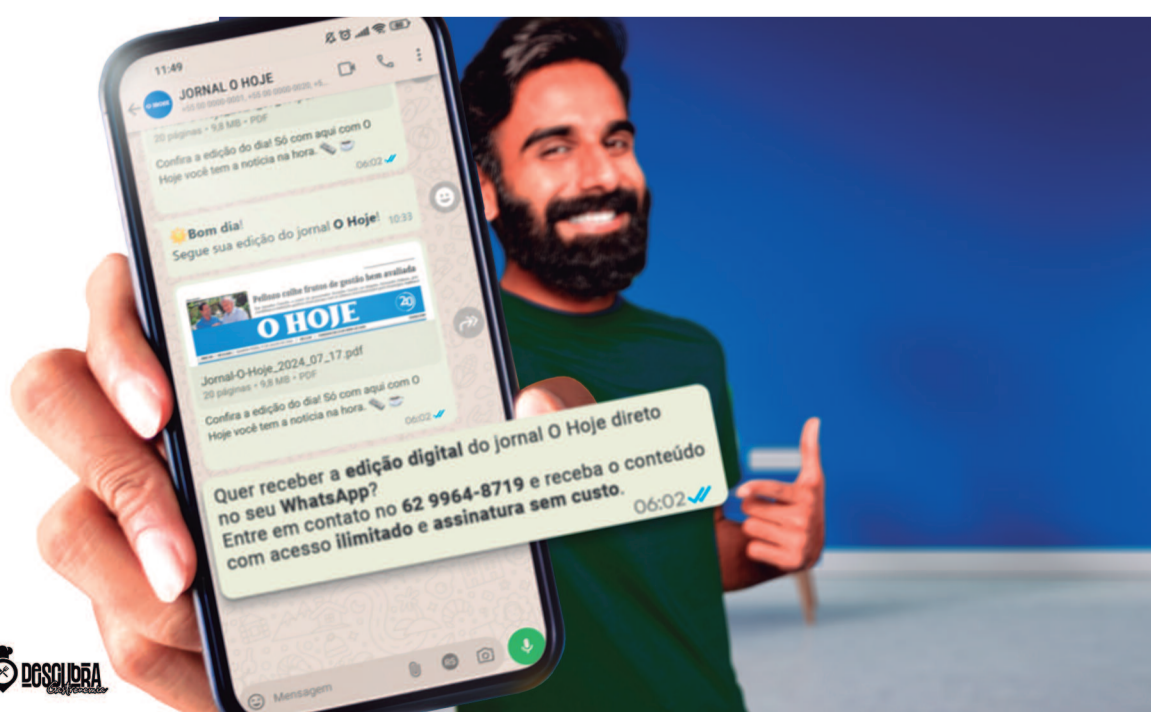 11:49
JORNAL O HOJE
20 páginas • 9,8 MB • PDF
Confira a edição do dia! Só com aqui com O
Hoje você tem a notícia na hora.
06:02
Bom dia!
Segue sua edição do jornal O Hoje!
10:33
Pellozo colhe frutos de gestão bem avaliada
O HOJE
20
Jornal-O-Hoje_2024_07_17.pdf
20 páginas • 9,8 MB • PDF
Confira a edição do dia! Só com aqui com O
Hoje você tem a notícia na hora.
06:02
Quer receber a edição digital do jornal O Hoje direto
no seu WhatsApp?
Entre em contato no 62 9964-8719 e receba o conteúdo
com acesso ilimitado e assinatura sem custo.
06:02
Mensagem
DESCUBRA
Gastronomia